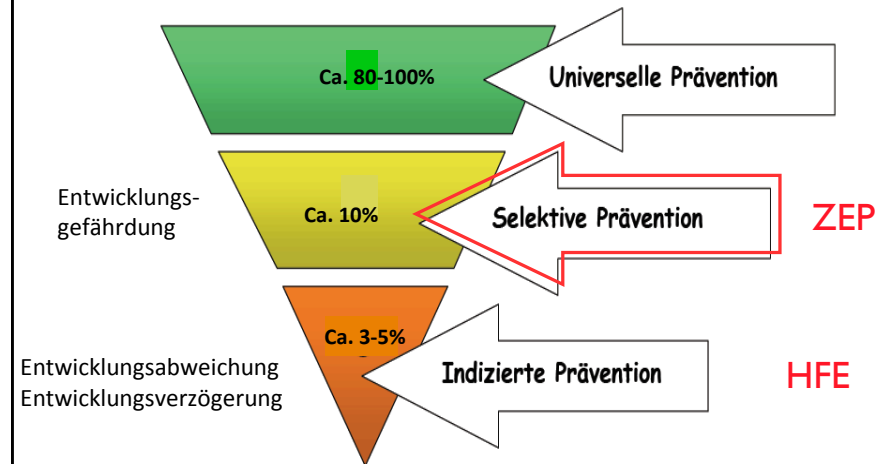 Ca. 80-100%
Universelle Prävention
Entwicklungs-
gefährdung
Ca. 10%
Selektive Prävention
ZEP
Ca. 3-5%
Entwicklungsabweichung
Entwicklungsverzögerung
Indizierte Prävention
HFE